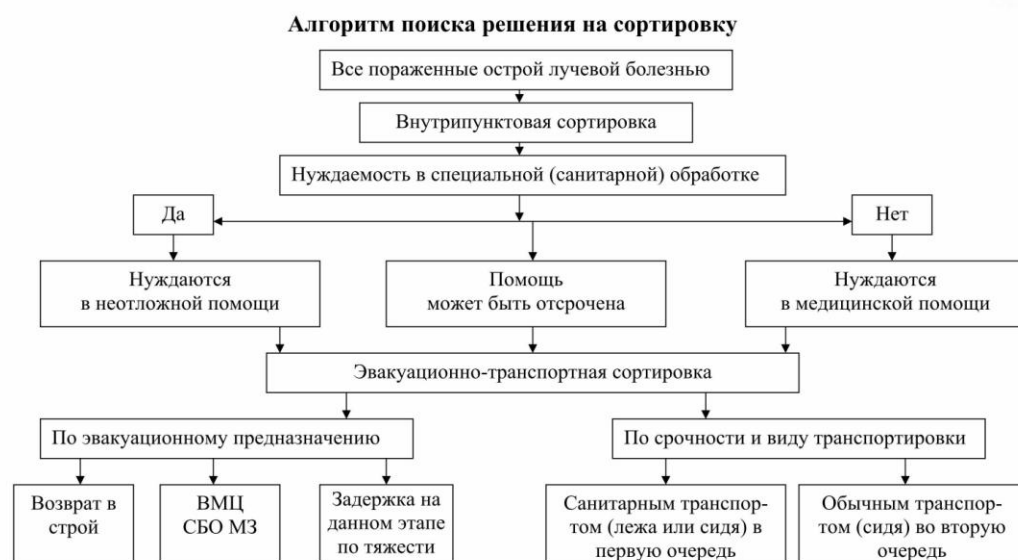 Алгоритм поиска решения на сортировку
Все пораженные острой лучевой болезнью
Внутрипунктовая сортировка
Нуждаемость в специальной (санитарной) обработке
Да
Нет
Нуждаются
в неотложной помощи
Помощь
может быть отсрочена
Нуждаются
в медицинской помощи
Эвакуационно-транспортная сортировка
По эвакуационному предназначению
По срочности и виду транспортировки
Возврат в
строй
ВМЦ
СБО МЗ
Задержка на
данном этапе
по тяжести
Санитарным транспор-
том (лежа или сидя) в
первую очередь
Обычным транспор-
том (сидя) во вторую
очередь